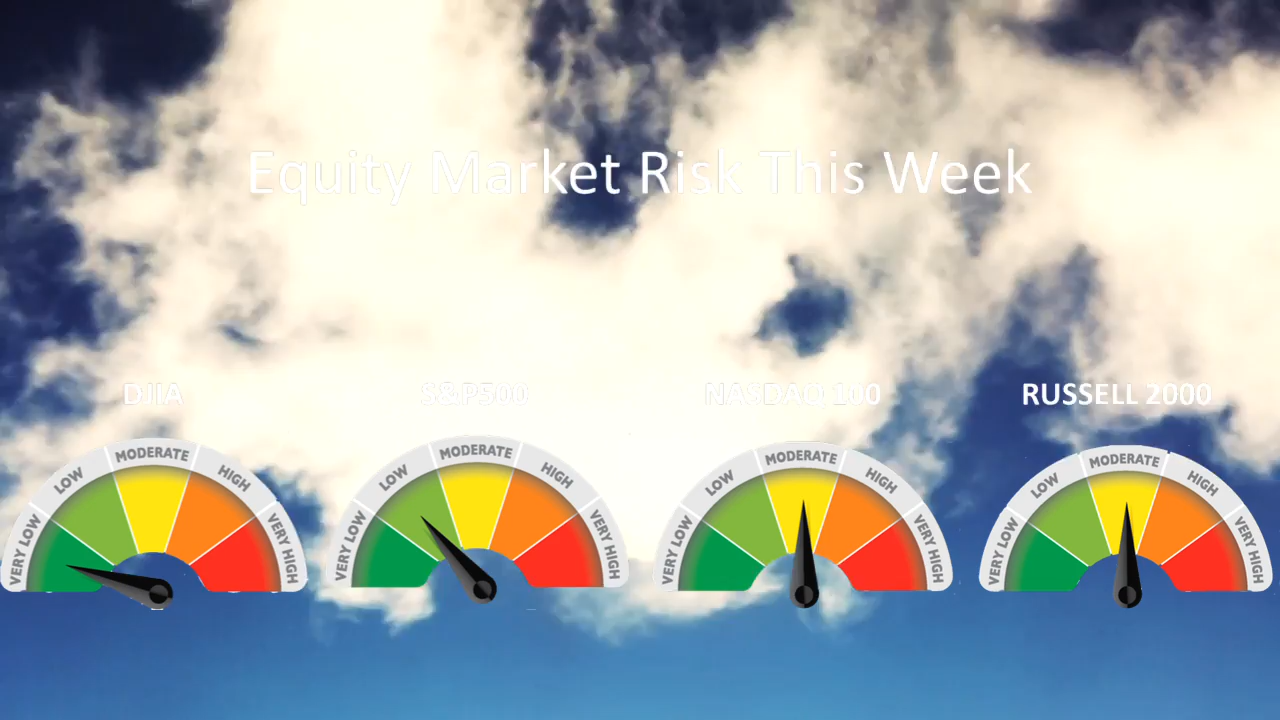 Equity Market Risk This Week
DJIA
S&P500
NASDAQ 100
RUSSELL 2000
VERY LOW
LOW
MODERATE
HIGH
VERY HIGH
VERY LOW
LOW
MODERATE
HIGH
VERY HIGH
VERY LOW
LOW
MODERATE
HIGH
VERY HIGH
VERY LOW
LOW
MODERATE
HIGH
VERY HIGH